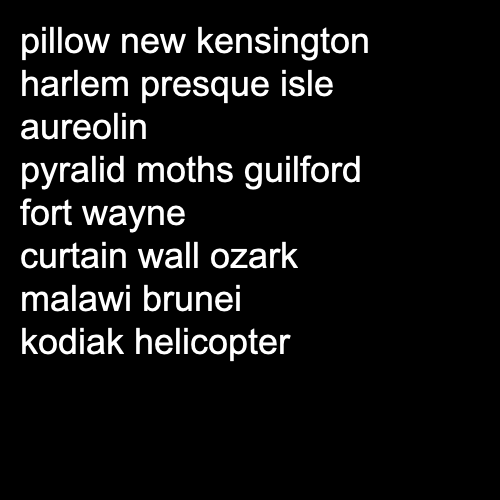 pillow new kensington
harlem presque isle
aureolin
pyralid moths guilford
fort wayne
curtain wall ozark
malawi brunei
kodiak helicopter